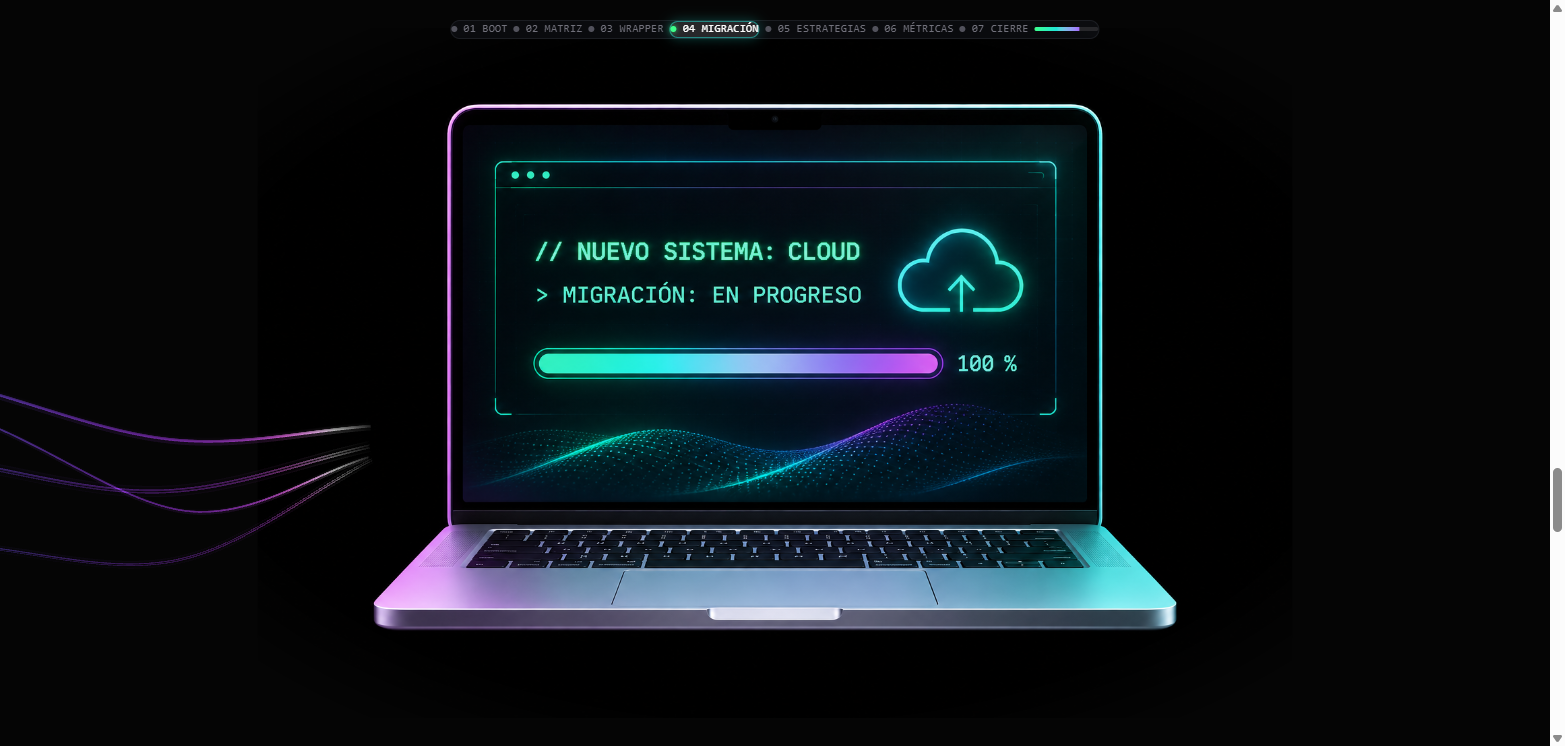 01 BOOT 02 MATRIZ 03 WRAPPER 04 MIGRACIÓN 05 ESTRATEGIAS 06 MÉTRICAS 07 CIERRE
// NUEVO SISTEMA: CLOUD
> MIGRACIÓN: EN PROGRESO
100 %